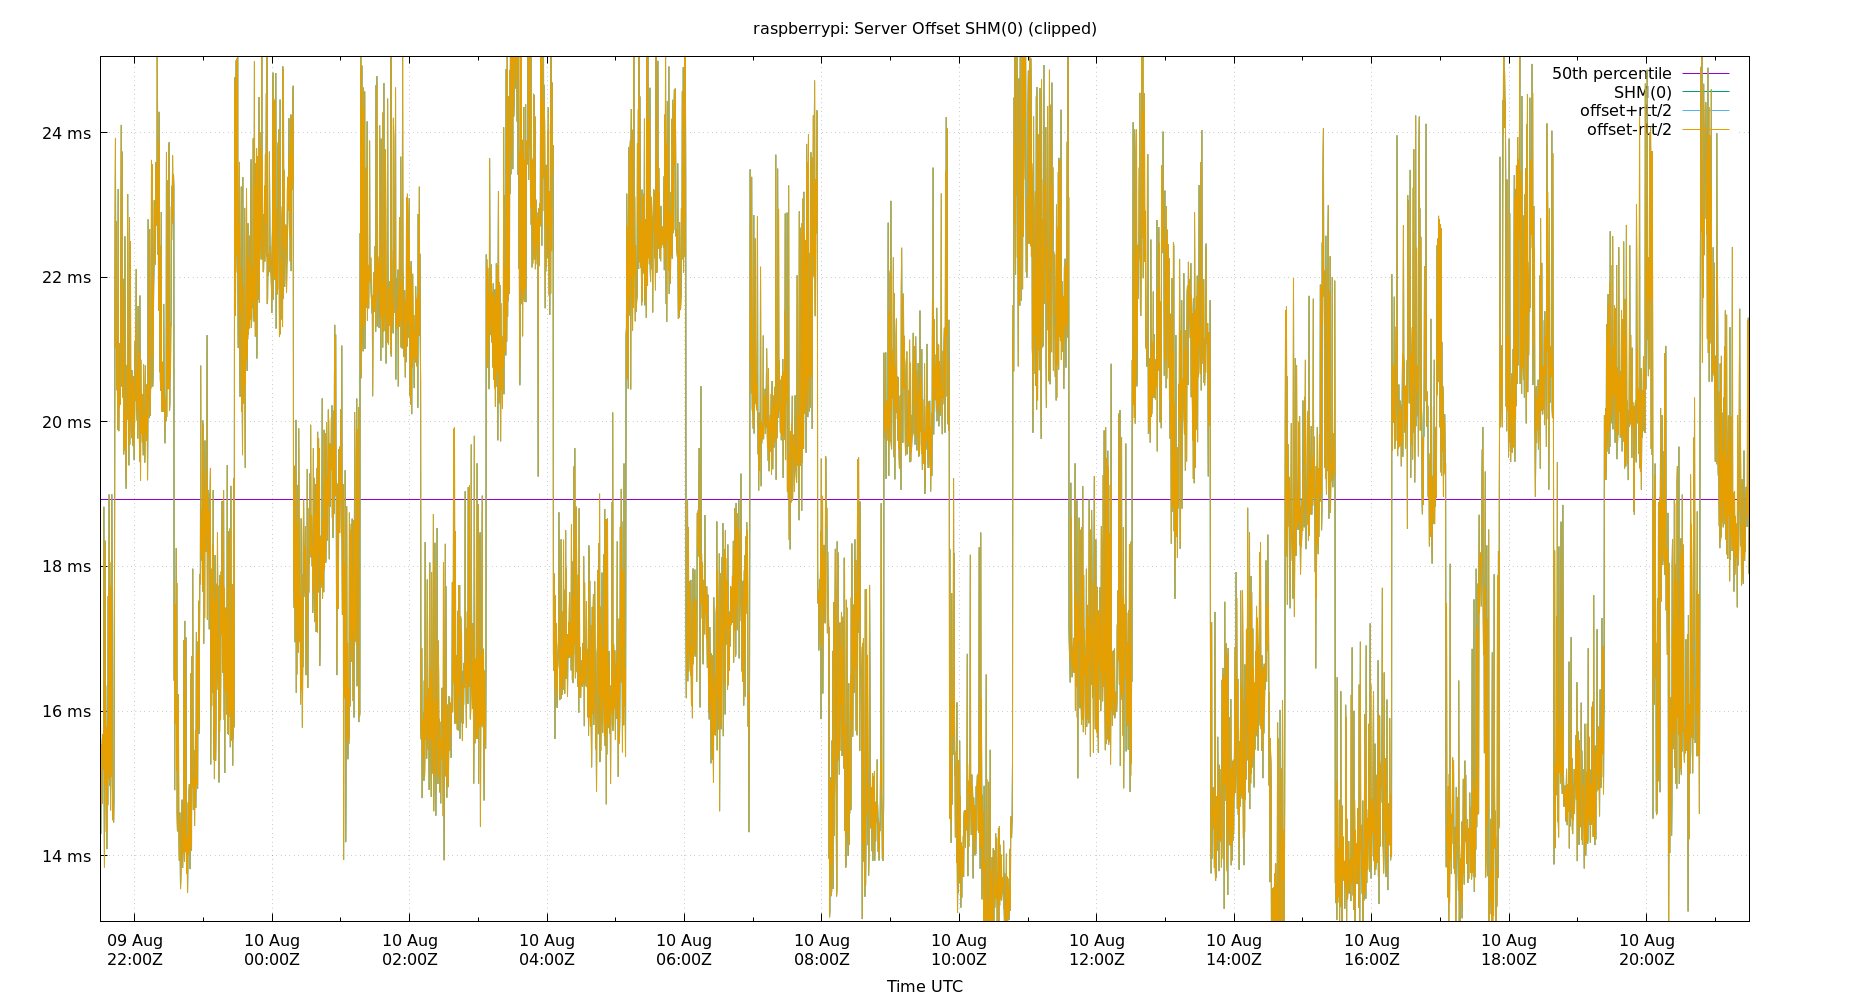 raspberrypi: Server Offset SHM(0) (clipped)
50th percentile
SHM(0)
offset+rtt/2
offset-rtt/2
24 ms
22 ms
20 ms
18 ms
16 ms
14 ms
09 Aug 10 Aug 10 Aug 10 Aug 10 Aug 10 Aug 10 Aug 10 Aug 10 Aug 10 Aug 10 Aug 10 Aug
22:00Z 00:00Z 02:00Z 04:00Z 06:00Z 08:00Z 10:00Z 12:00Z 14:00Z 16:00Z 18:00Z 20:00Z
Time UTC